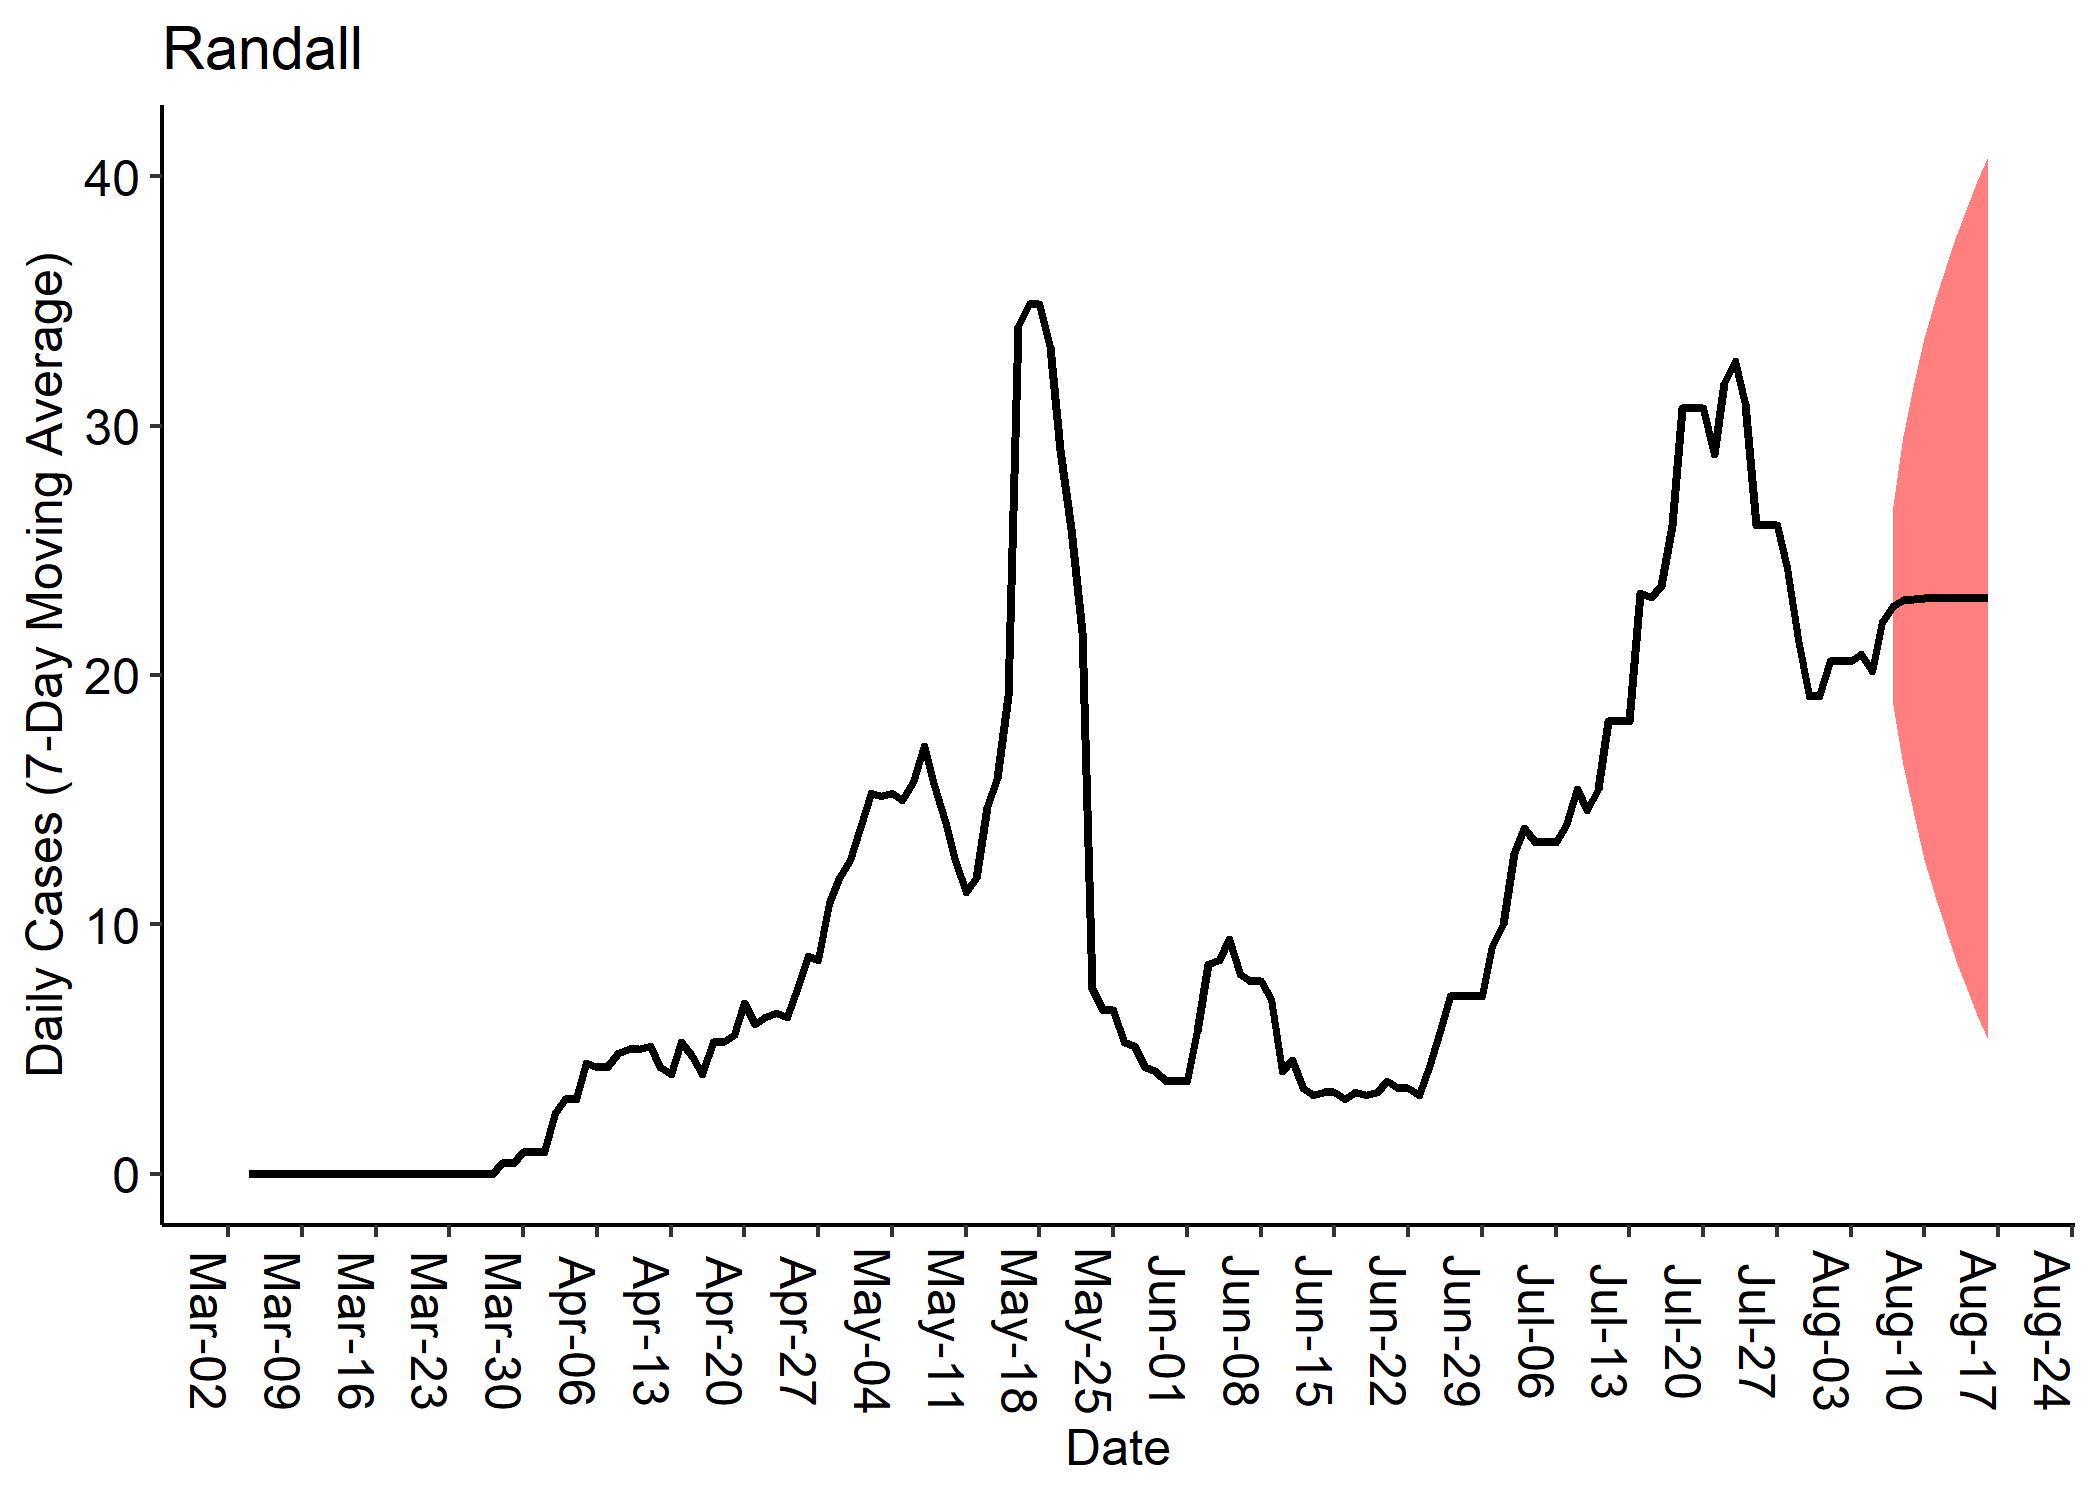 Randall
Daily Cases (7-Day Moving Average)
40
30
20
10
0
Mar-02
Mar-09
Mar-16
Mar-23
Mar-30
Apr-06
Apr-13
Apr-20
Apr-27
May-04
May-11
May-18
May-25
Jun-01
Jun-08
Jun-15
Jun-22
Jun-29
Jul-06
Jul-13
Jul-20
Jul-27
Aug-03
Aug-10
Aug-17
Aug-24
Date